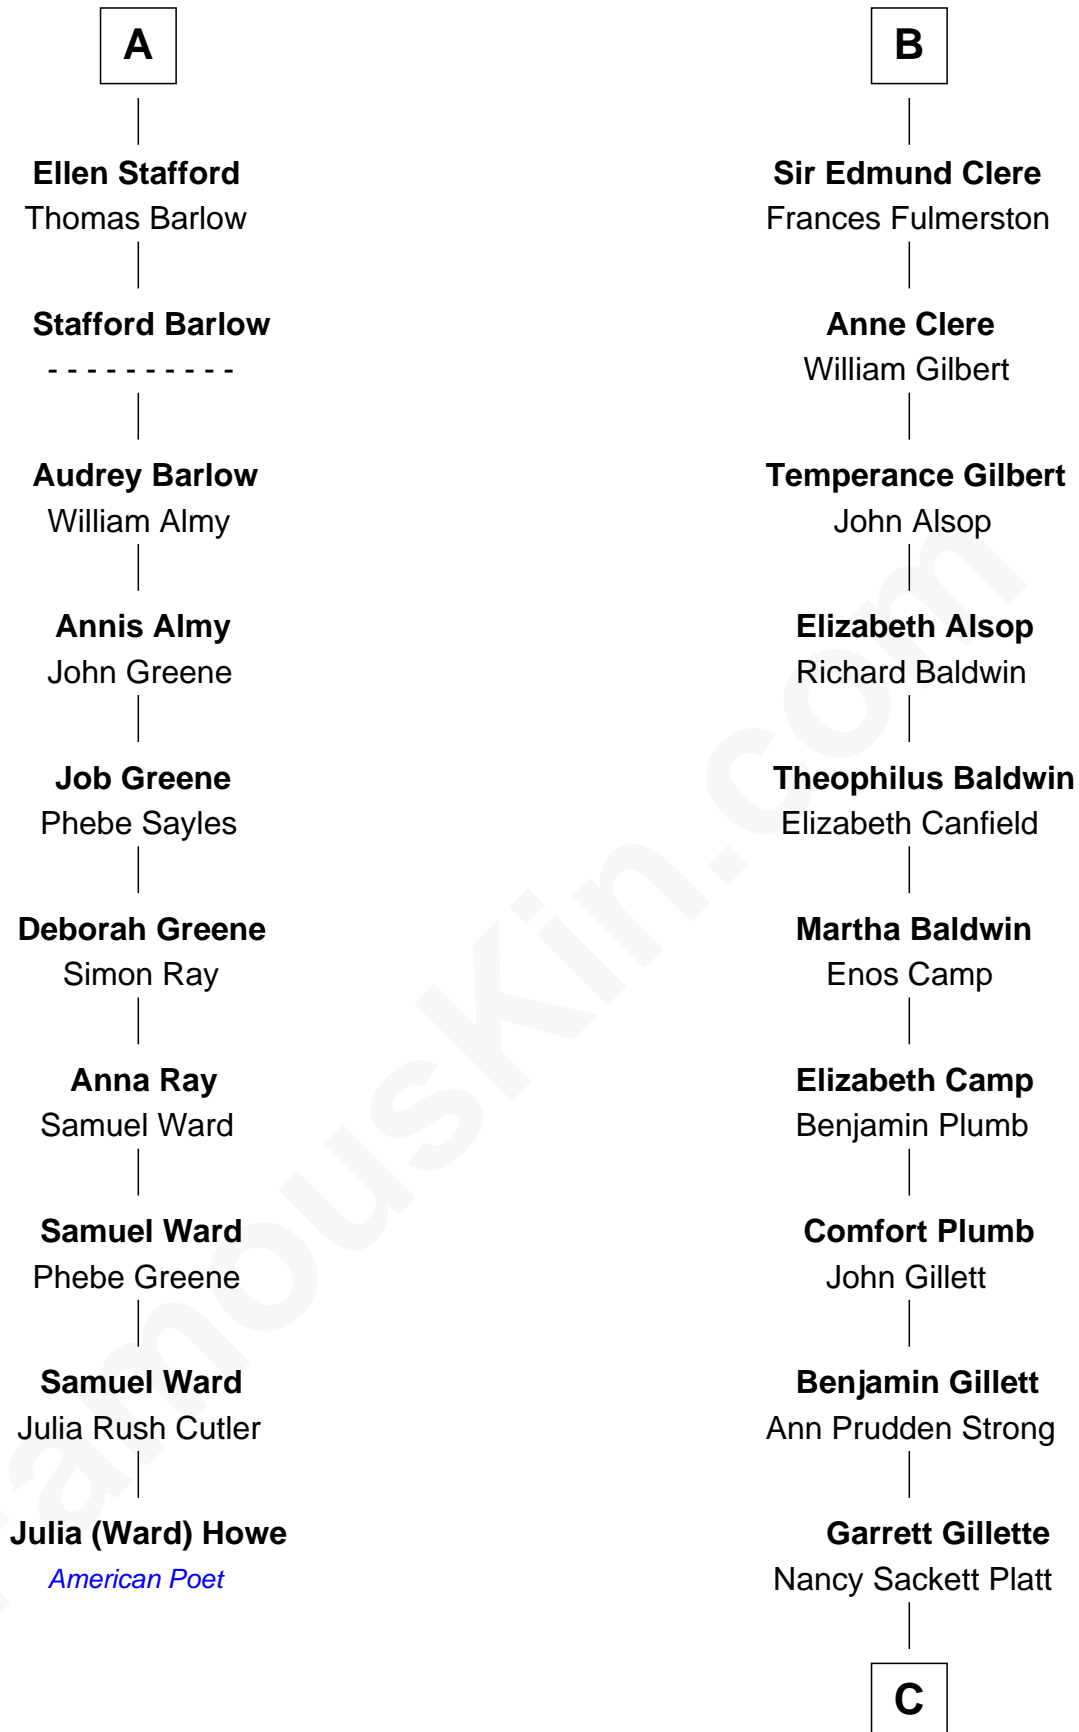 A
Ellen Stafford
Thomas Barlow
Stafford Barlow
- - - - - - - - - -
Audrey Barlow
William Almy
Annis Almy
John Greene
Job Greene
Phebe Sayles
Deborah Greene
Simon Ray
Anna Ray
Samuel Ward
Samuel Ward
Phebe Greene
Samuel Ward
Julia Rush Cutler
Julia (Ward) Howe
American Poet
B
Sir Edmund Clere
Frances Fulmerston
Anne Clere
William Gilbert
Temperance Gilbert
John Alsop
Elizabeth Alsop
Richard Baldwin
Theophilus Baldwin
Elizabeth Canfield
Martha Baldwin
Enos Camp
Elizabeth Camp
Benjamin Plumb
Comfort Plumb
John Gillett
Benjamin Gillett
Ann Prudden Strong
Garrett Gillette
Nancy Sackett Platt
C
FamousKin.com